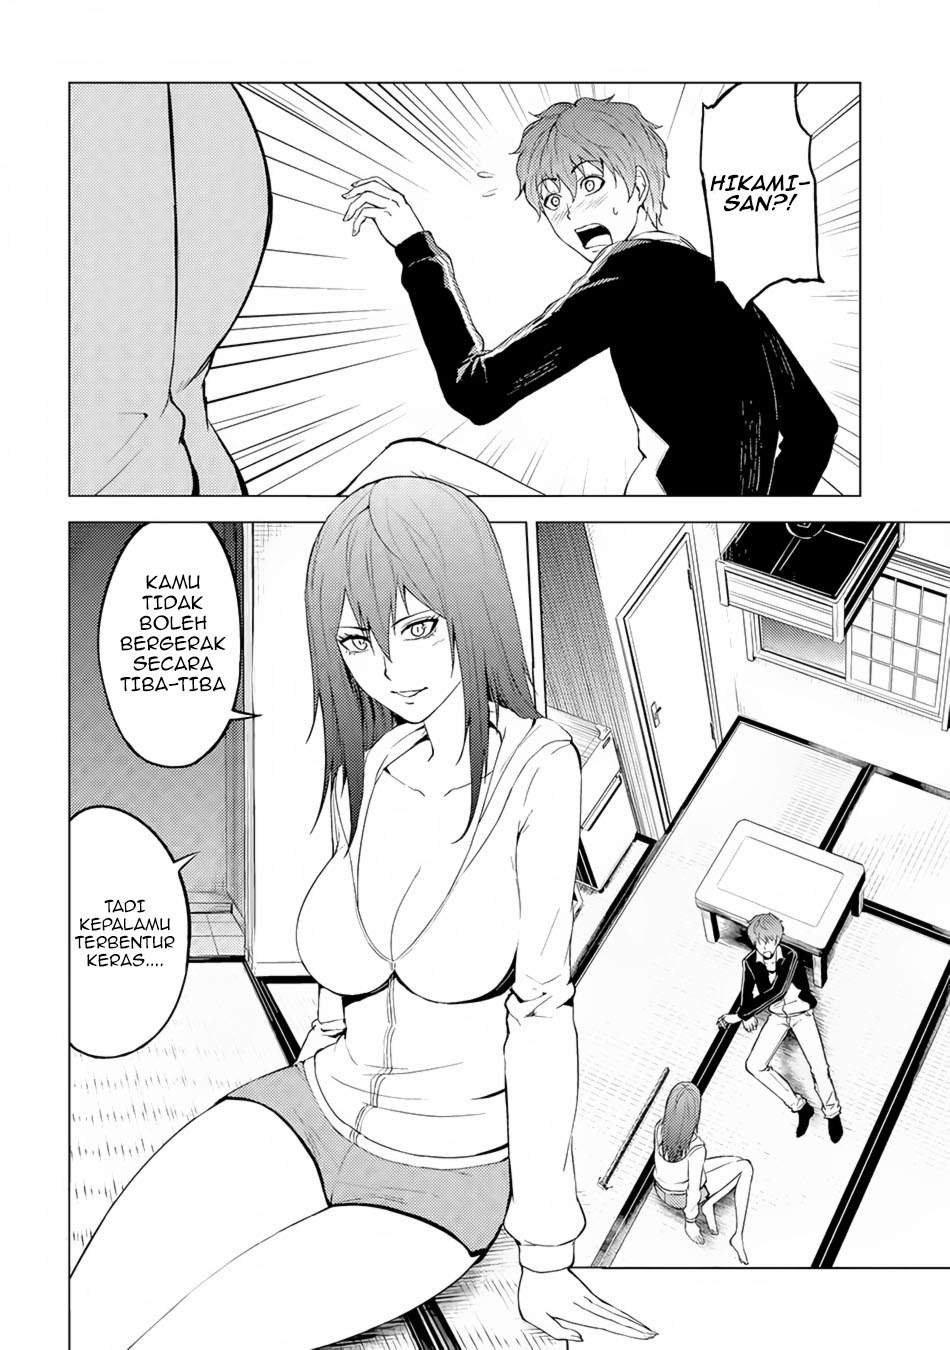 HIKAMI-
SAN?!
KAMU
TIDAK
BOLEH
BERGERAK
SECARA
TIBA-TIBA
TADI
KEPALAMU
TERBENTUR
KERAS....